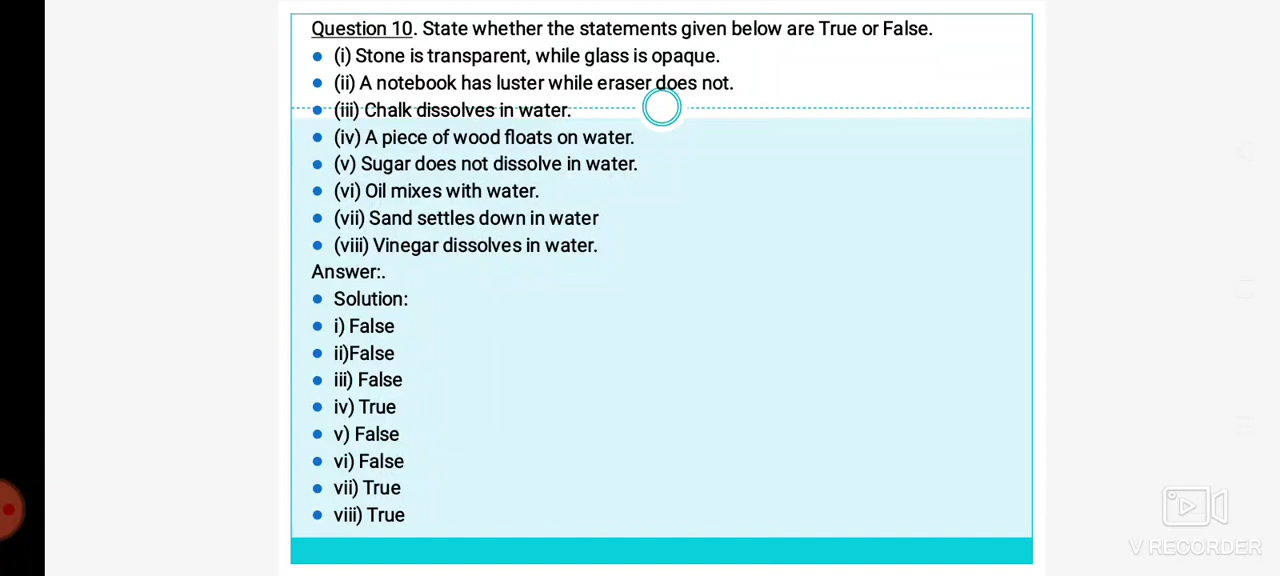 Question 10. State whether the statements given below are True or False.
(i) Stone is transparent, while glass is opaque.
(ii) A notebook has luster while eraser does not.
(iii) Chalk dissolves in water.
(iv) A piece of wood floats on water.
(v) Sugar does not dissolve in water.
(vi) Oil mixes with water.
(vii) Sand settles down in water
(viii) Vinegar dissolves in water.
Answer:.
Solution:
i) False
ii)False
iii) False
iv) True
v) False
vi) False
vii) True
viii) True
V RECORDER